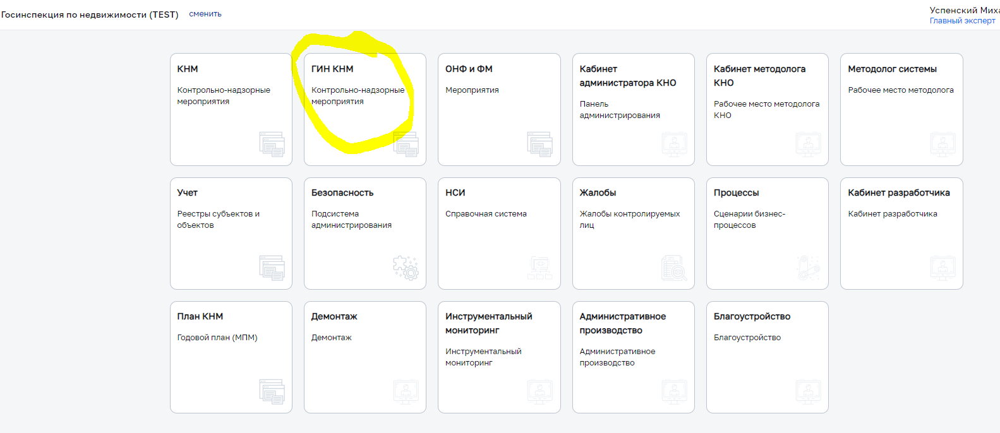 Госинспекция по недвижимости (TEST) сменить
Успенский Миха
Главный эксперт
КНМ
Контрольно-надзорные
мероприятия
ГИН КНМ
Контрольно-надзорные
мероприятия
ОНФ и ФМ
Мероприятия
Кабинет
администратора КНО
Панель
администрирования
Кабинет методолога
КНО
Рабочее место методолога
КНО
Методолог системы
Рабочее место методолога
Учет
Реестры субъектов и
объектов
Безопасность
Подсистема
администрирования
НСИ
Справочная система
Жалобы
Жалобы контролируемых
лиц
Процессы
Сценарии бизнес-
процессов
Кабинет разработчика
Кабинет разработчика
План КНМ
Годовой план (МПМ)
Демонтаж
Демонтаж
Инструментальный
мониторинг
Инструментальный
мониторинг
Административное
производство
Административное
производство
Благоустройство
Благоустройство